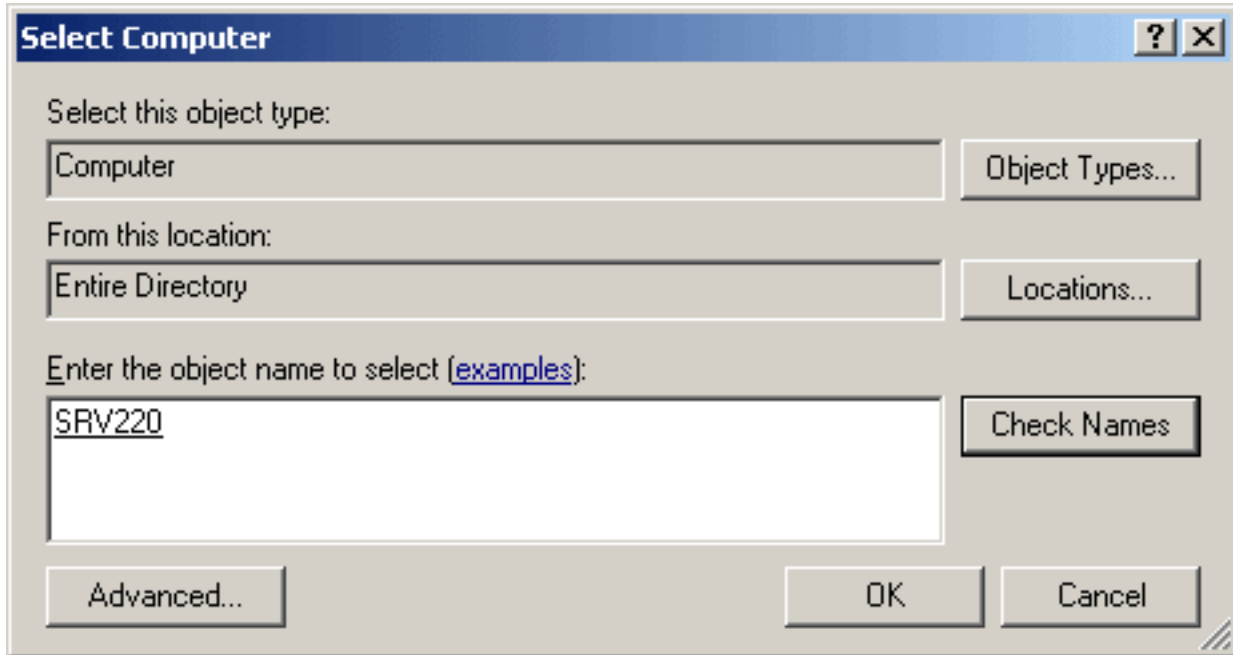 Select Computer
Select this object type:
Computer
Object Types...
From this location:
Entire Directory
Locations...
Enter the object name to select (examples):
SRV220
Check Names
Advanced...
OK
Cancel